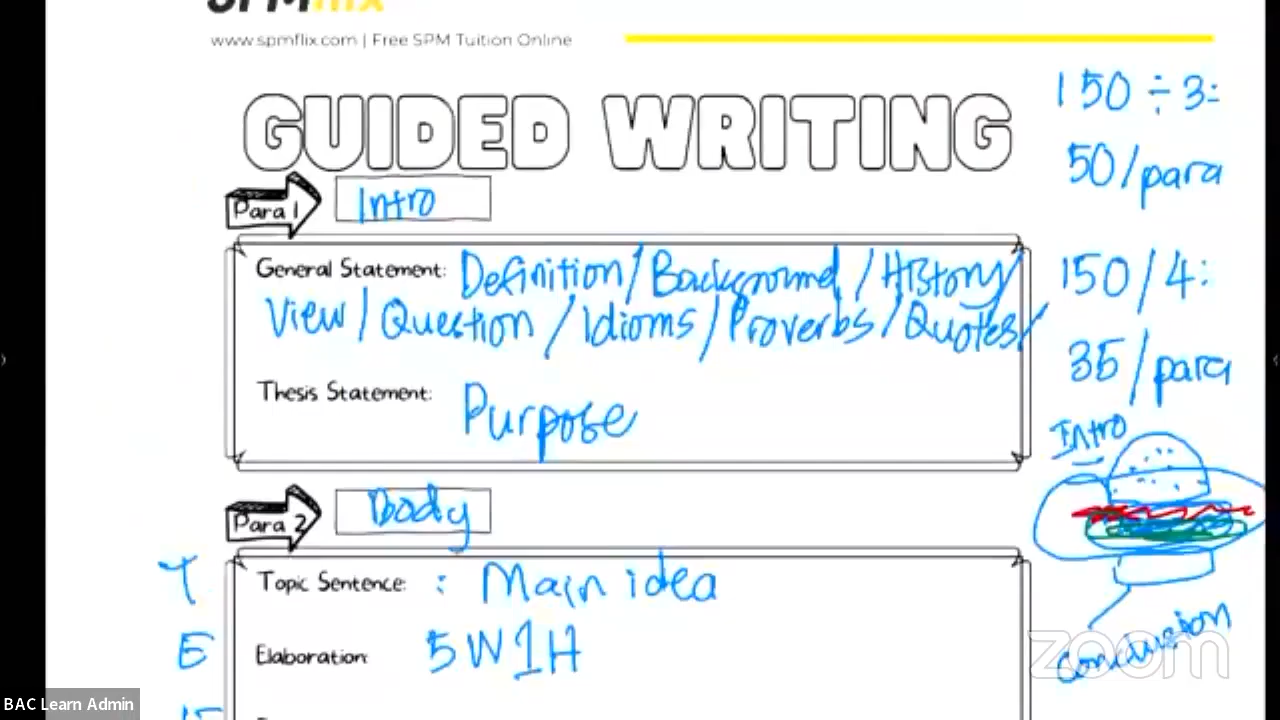 SPMflix
www.spmflix.com | Free SPM Tuition Online
GUIDED WRITING
150 ÷ 3=
50/para
Para 1
Intro
General Statement: Definition/Background/History/
View/Question/Idioms/Proverbs/Quotes/
150/4:
35/para
Thesis Statement: Purpose
Intro
Para 2
Body
T
Topic Sentence: : Main idea
E
Elaboration: 5W1H
Conclusion
zoom
BAC Learn Admin